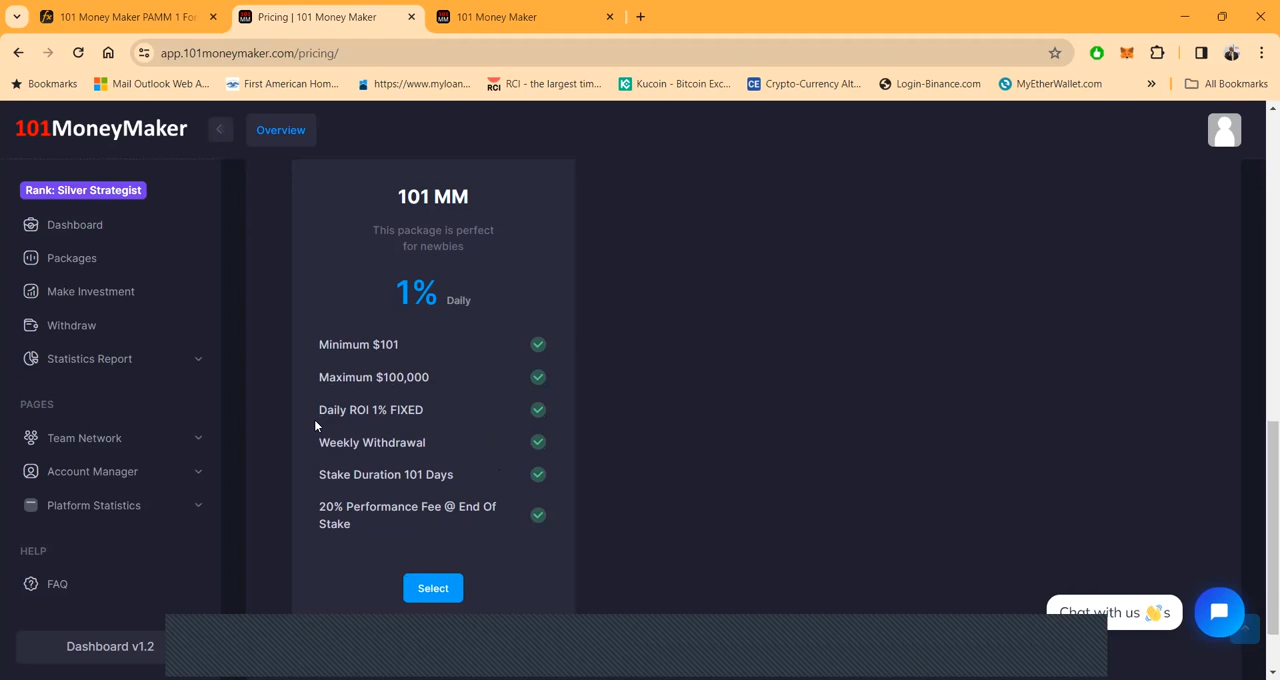 101 Money Maker PAMM 1 For
Pricing | 101 Money Maker
101 Money Maker
app.101moneymaker.com/pricing/
Bookmarks
Mail Outlook Web A...
First American Hom...
https://www.myloan...
RCI - the largest tim...
Kucoin - Bitcoin Exc...
Crypto-Currency Alt...
Login-Binance.com
MyEtherWallet.com
»
All Bookmarks
101MoneyMaker
Overview
Rank: Silver Strategist
Dashboard
Packages
Make Investment
Withdraw
Statistics Report
PAGES
Team Network
Account Manager
Platform Statistics
HELP
FAQ
Dashboard v1.2
101 MM
This package is perfect
for newbies
1% Daily
Minimum $101
Maximum $100,000
Daily ROI 1% FIXED
Weekly Withdrawal
Stake Duration 101 Days
20% Performance Fee @ End Of
Stake
Select
Chat with us 👋s